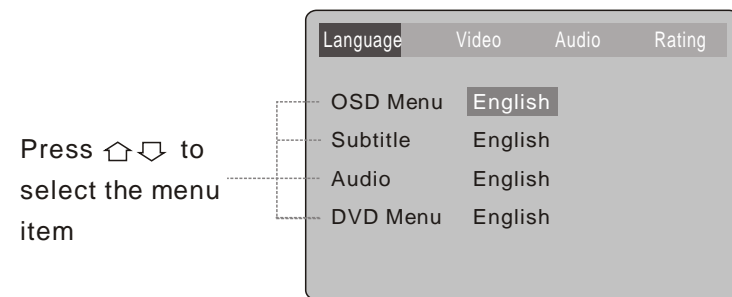 Language Video Audio Rating
OSD Menu English
Subtitle English
Audio English
DVD Menu English
Press ⇧⇩ to
select the menu
item